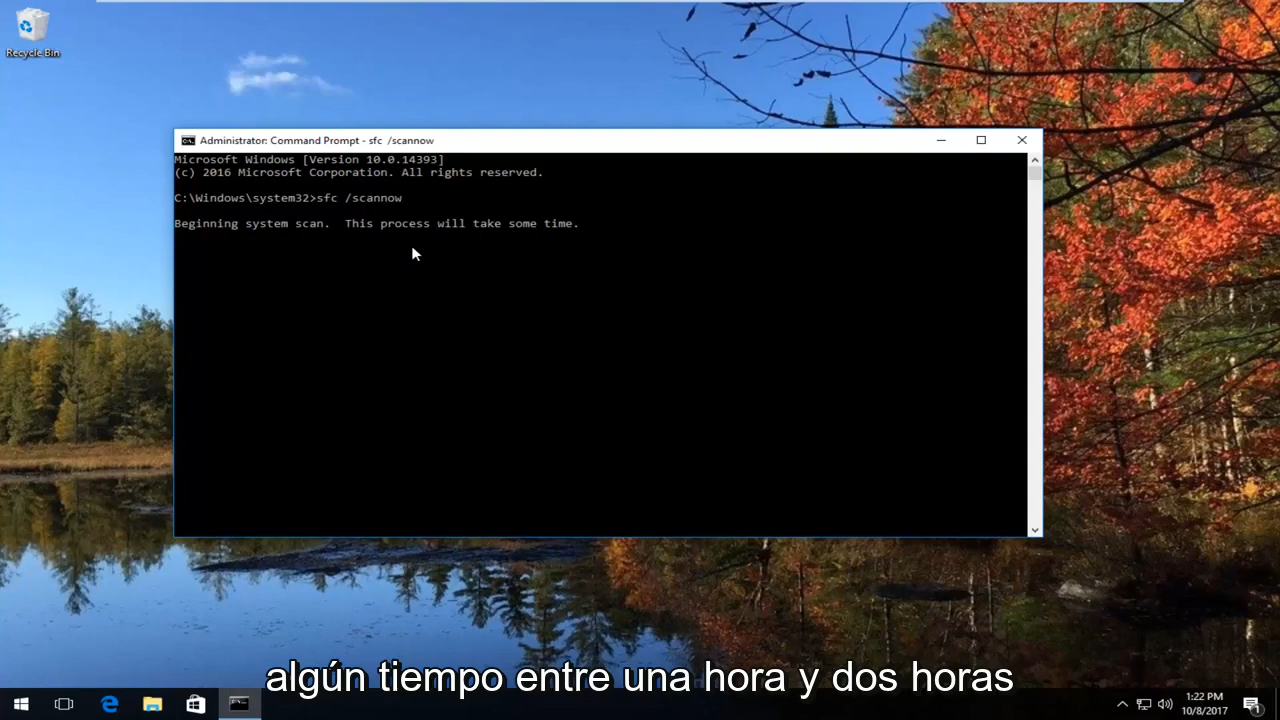 Recycle Bin
Administrator: Command Prompt - sfc /scannow
Microsoft Windows [Version 10.0.14393]
(c) 2016 Microsoft Corporation. All rights reserved.
C:\Windows\system32>sfc /scannow
Beginning system scan.  This process will take some time.
algún tiempo entre una hora y dos horas
1:22 PM
10/8/2017
1